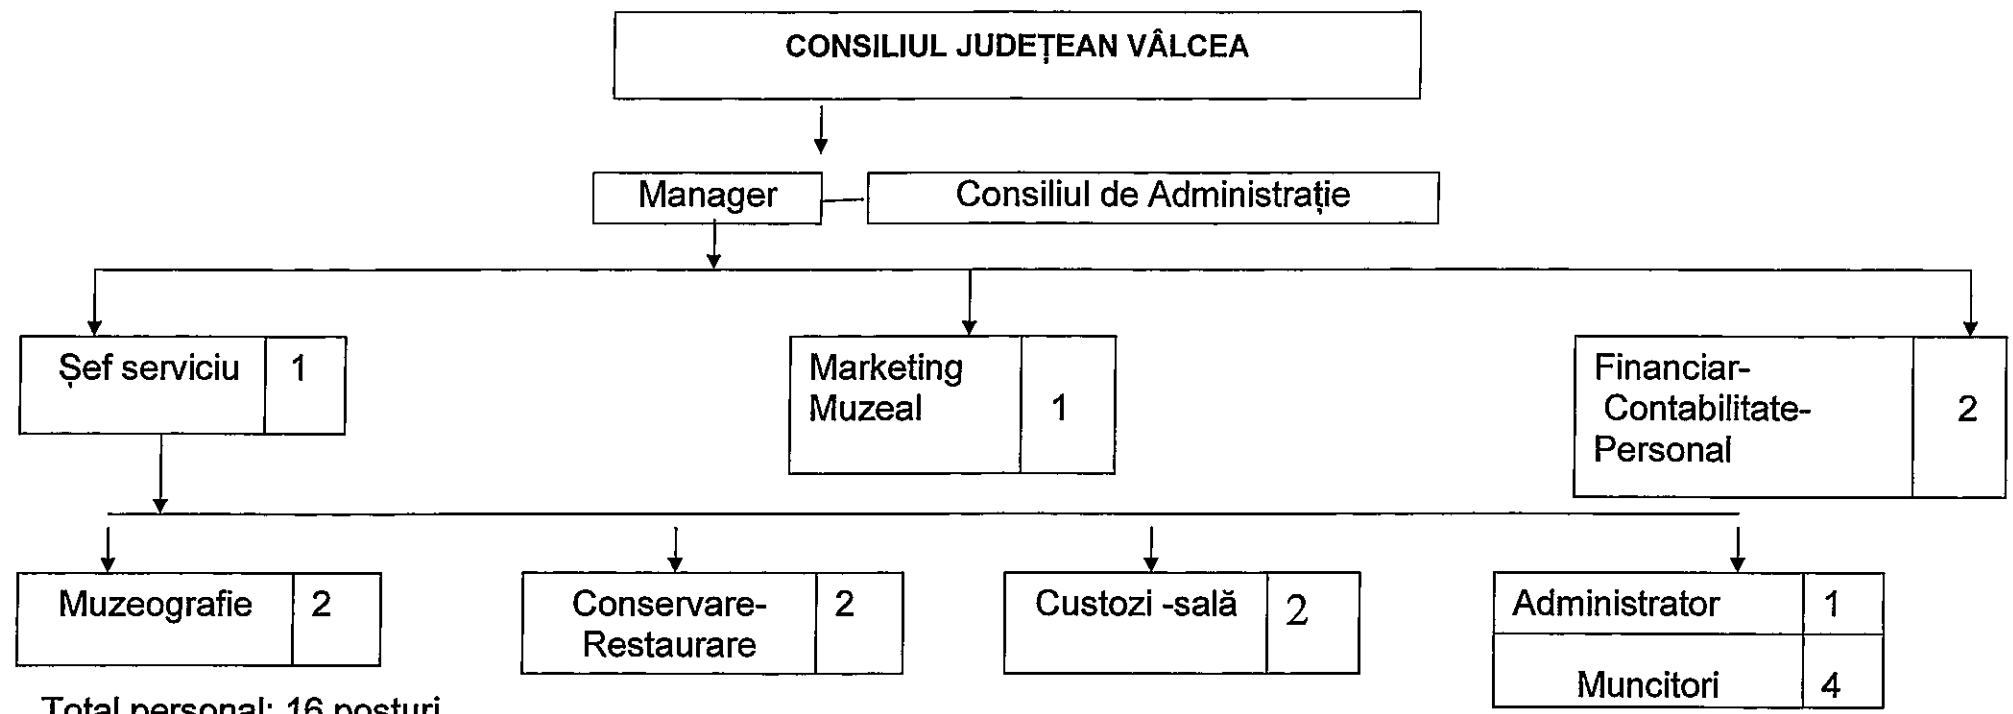 CONSILIUL JUDEȚEAN VÂLCEA
Manager
Consiliul de Administrație
Șef serviciu 1
Marketing
Muzeal 1
Financiar-
Contabilitate- 2
Personal
Muzeografie 2
Conservare- 2
Restaurare
Custozi -sală 2
Administrator 1
Muncitori 4
Total personal: 16 posturi